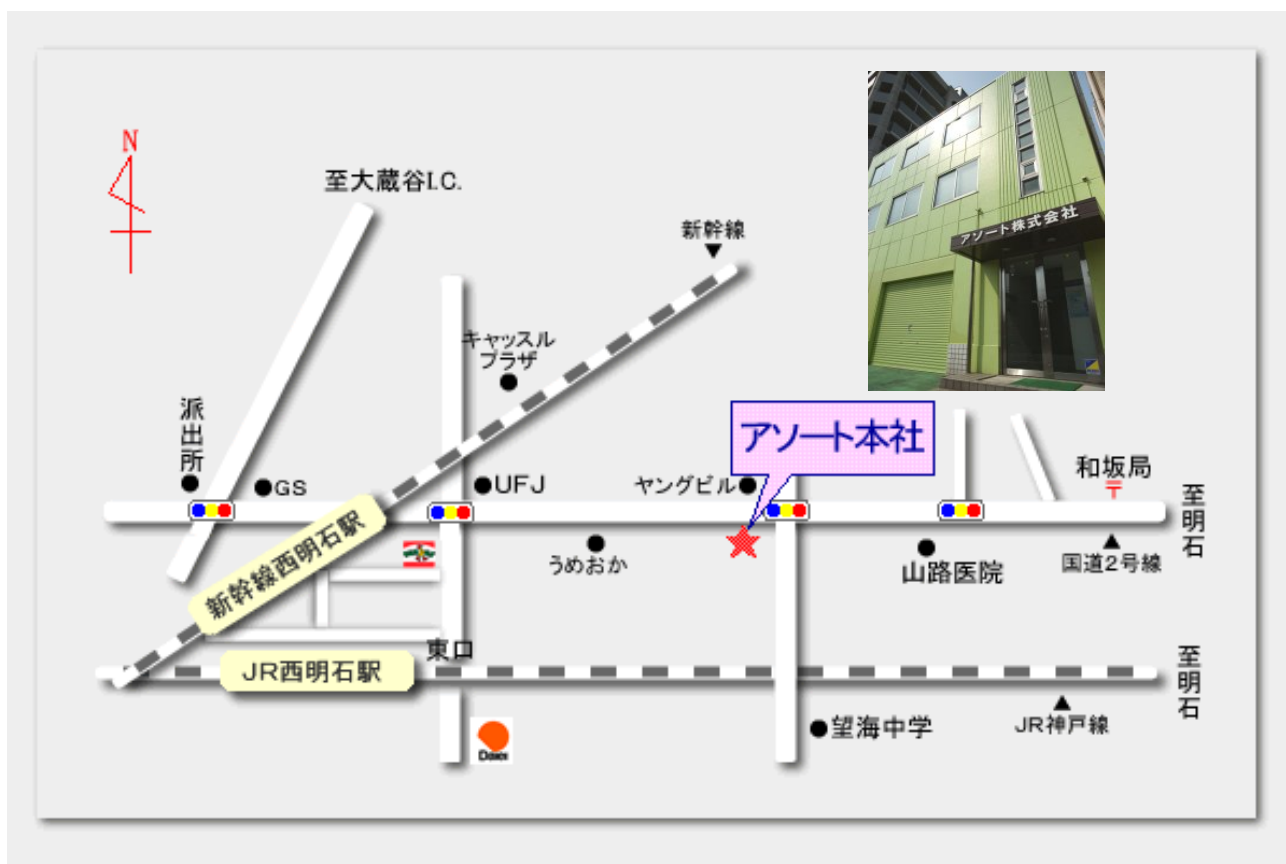 N
至大蔵谷I.C.
新幹線
アソート株式会社
キャッスル
プラザ
派出所
アソート本社
和坂局
〒
GS
UFJ
ヤングビル
至明石
新幹線西明石駅
うめおか
山路医院
国道2号線
東口
JR西明石駅
至明石
望海中学
JR神戸線